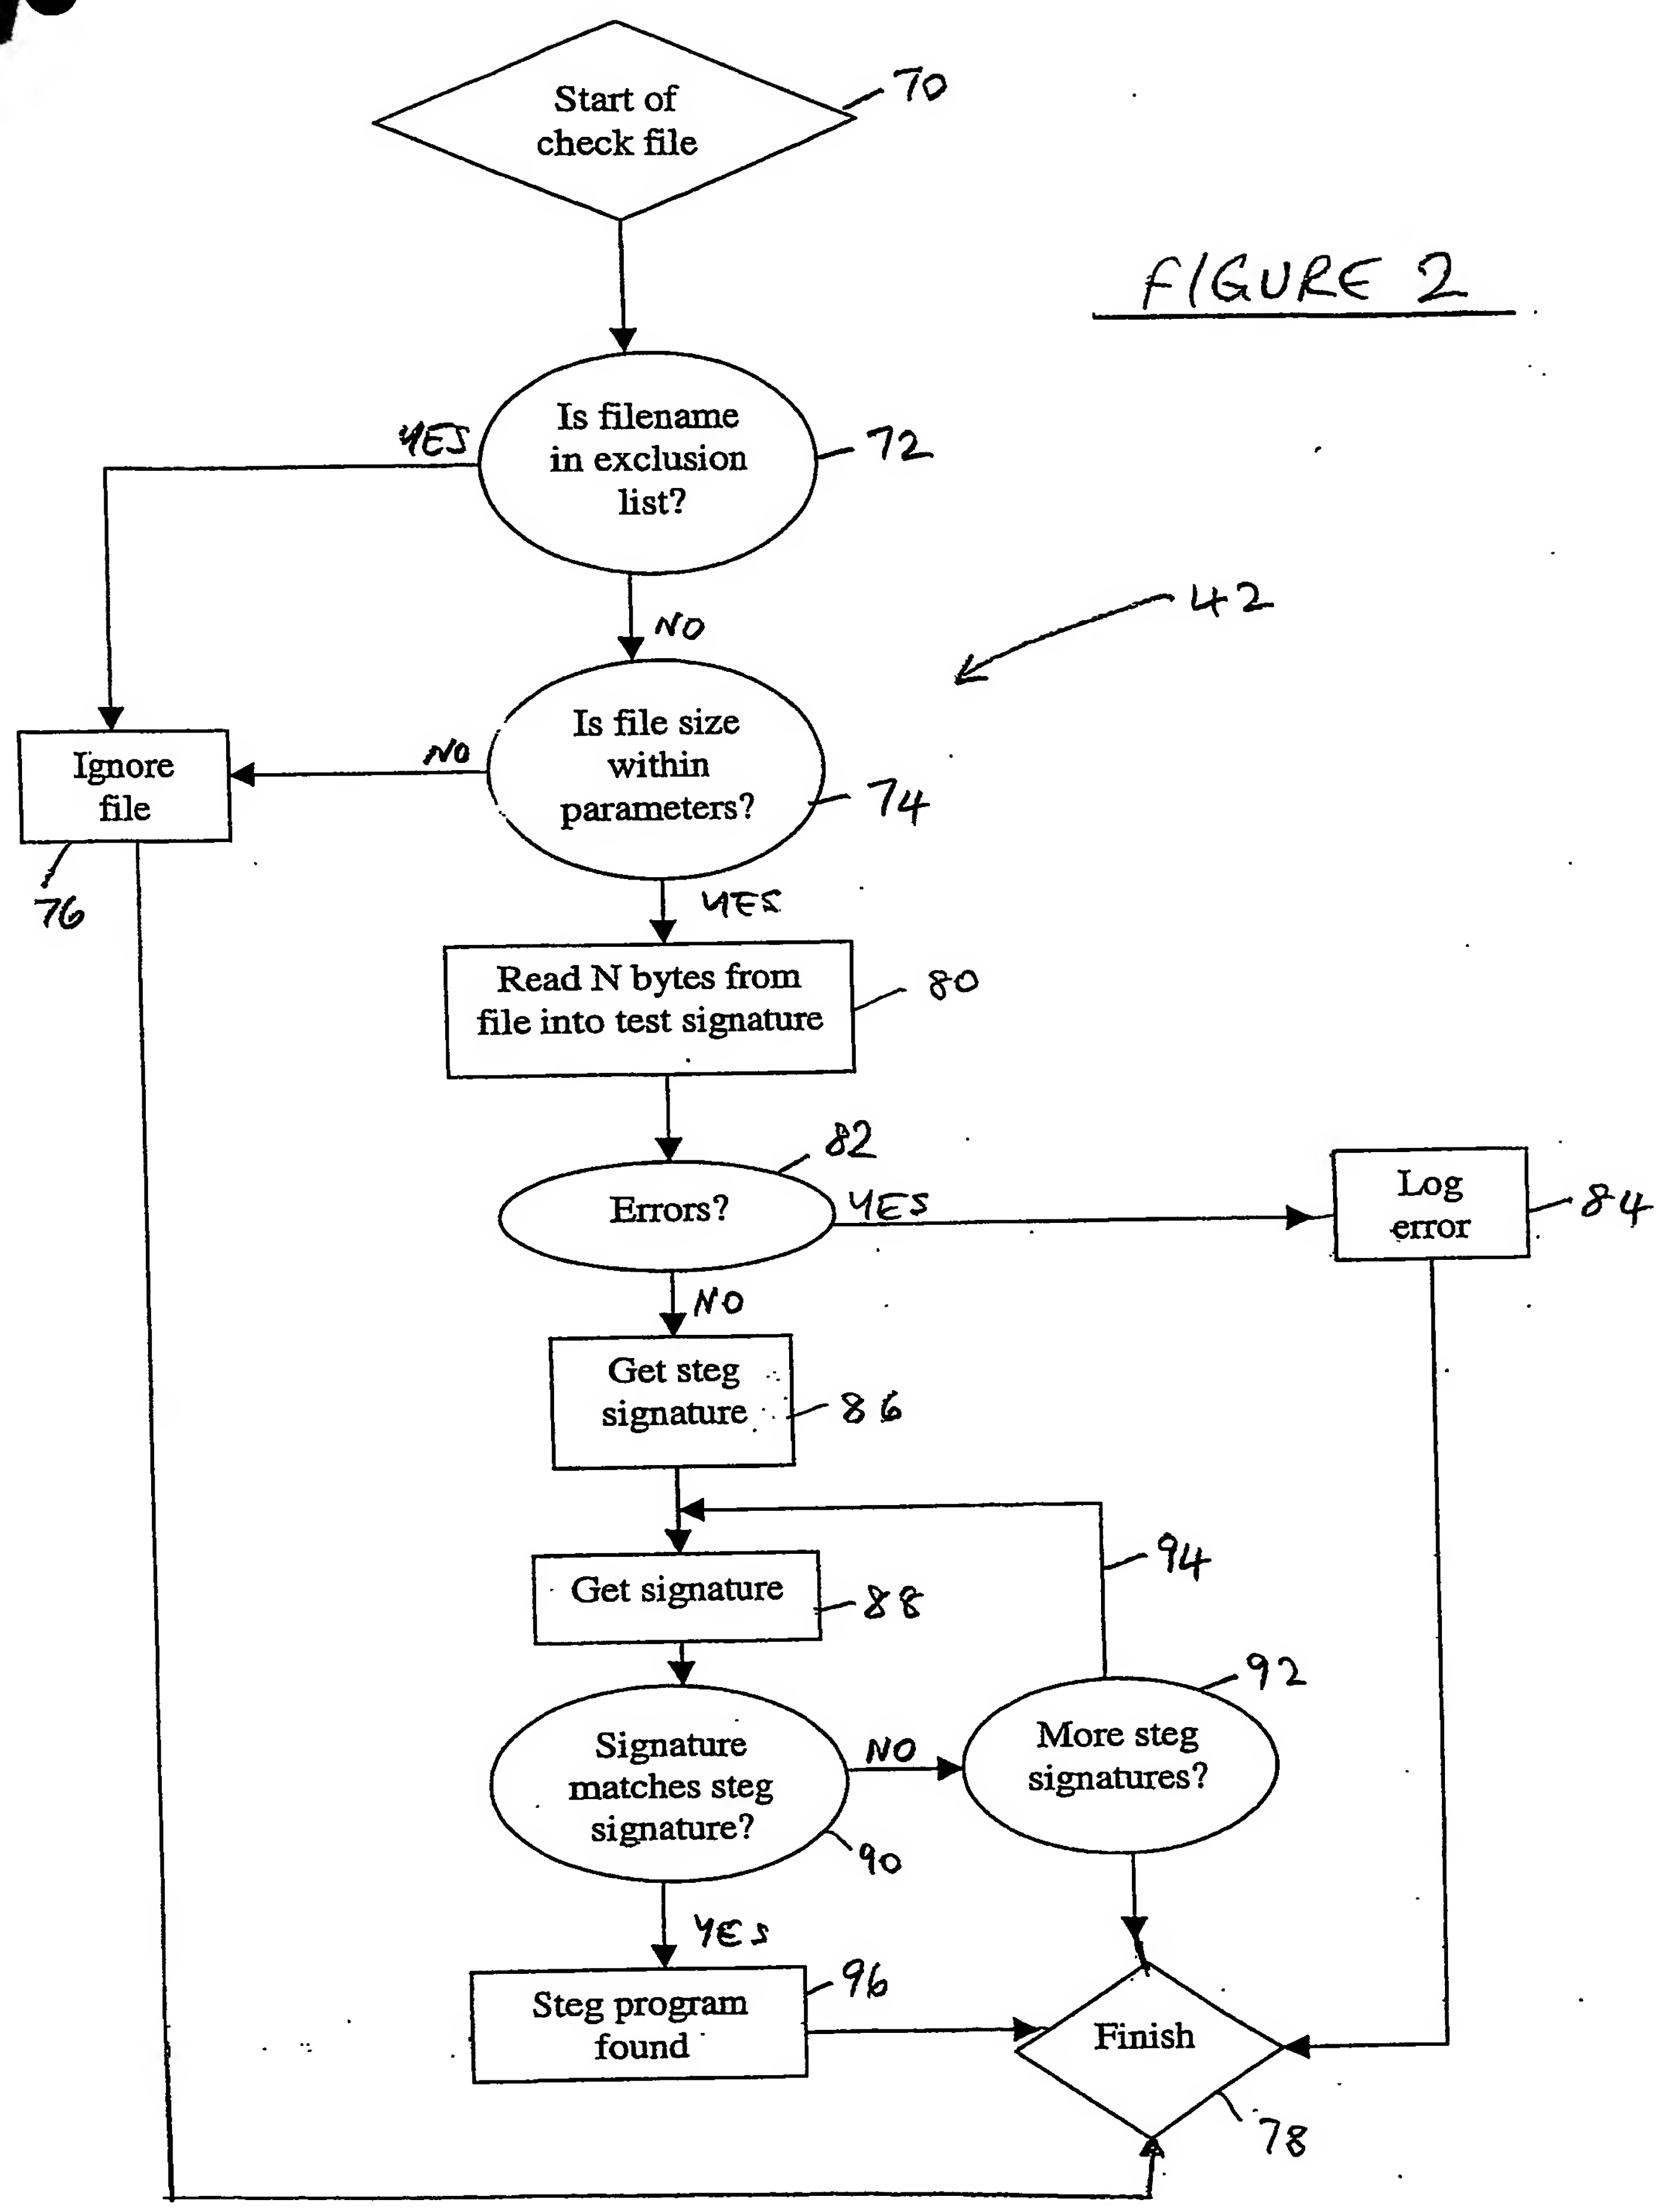 Start of
check file
70
FIGURE 2
Is filename
in exclusion
list?
72
YES
NO
42
Is file size
within
parameters?
74
NO
Ignore
file
76
YES
Read N bytes from
file into test signature
80
82
Errors?
YES
Log
error
84
NO
Get steg
signature
86
94
Get signature
88
92
Signature
matches steg
signature?
NO
More steg
signatures?
90
YES
96
Steg program
found
Finish
78